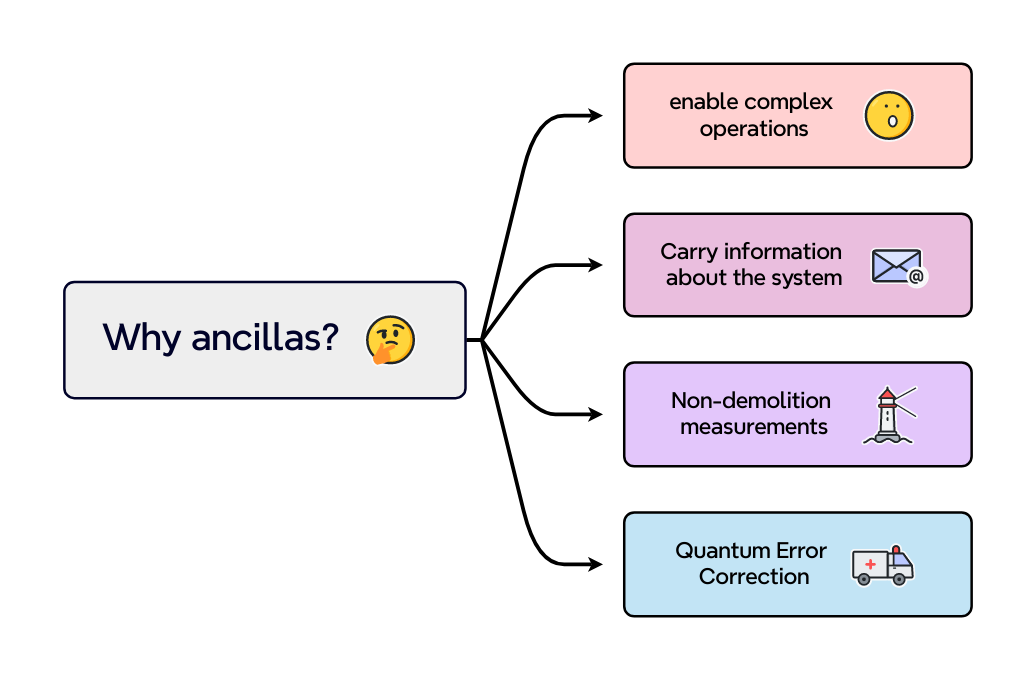 Why ancillas?
enable complex
operations
Carry information
about the system
@
Non-demolition
measurements
Quantum Error
Correction